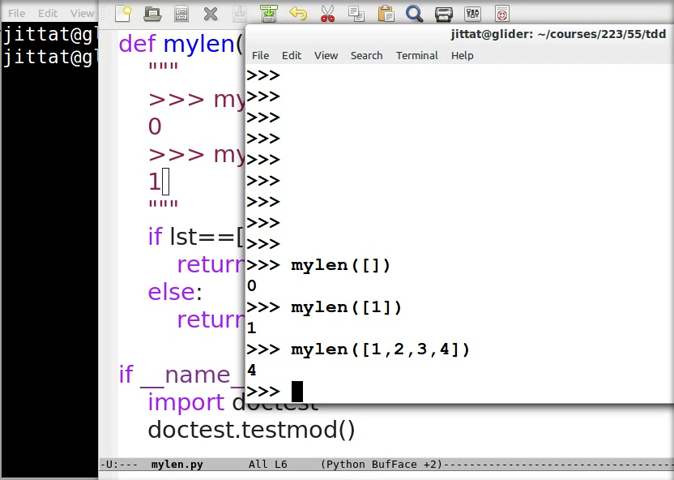 File Edit View
jittat@gl
jittat@gl
def mylen(
"""
>>> my
0
>>> my
1
"""
if lst==[
return
else:
return
if __name_
import doctest
doctest.testmod()
-U:--- mylen.py All L6 (Python BufFace +2)
jittat@glider: ~/courses/223/55/tdd
File Edit View Search Terminal Help
>>>
>>>
>>>
>>>
>>>
>>>
>>>
>>>
>>>
>>> mylen([])
0
>>> mylen([1])
1
>>> mylen([1,2,3,4])
4
>>>